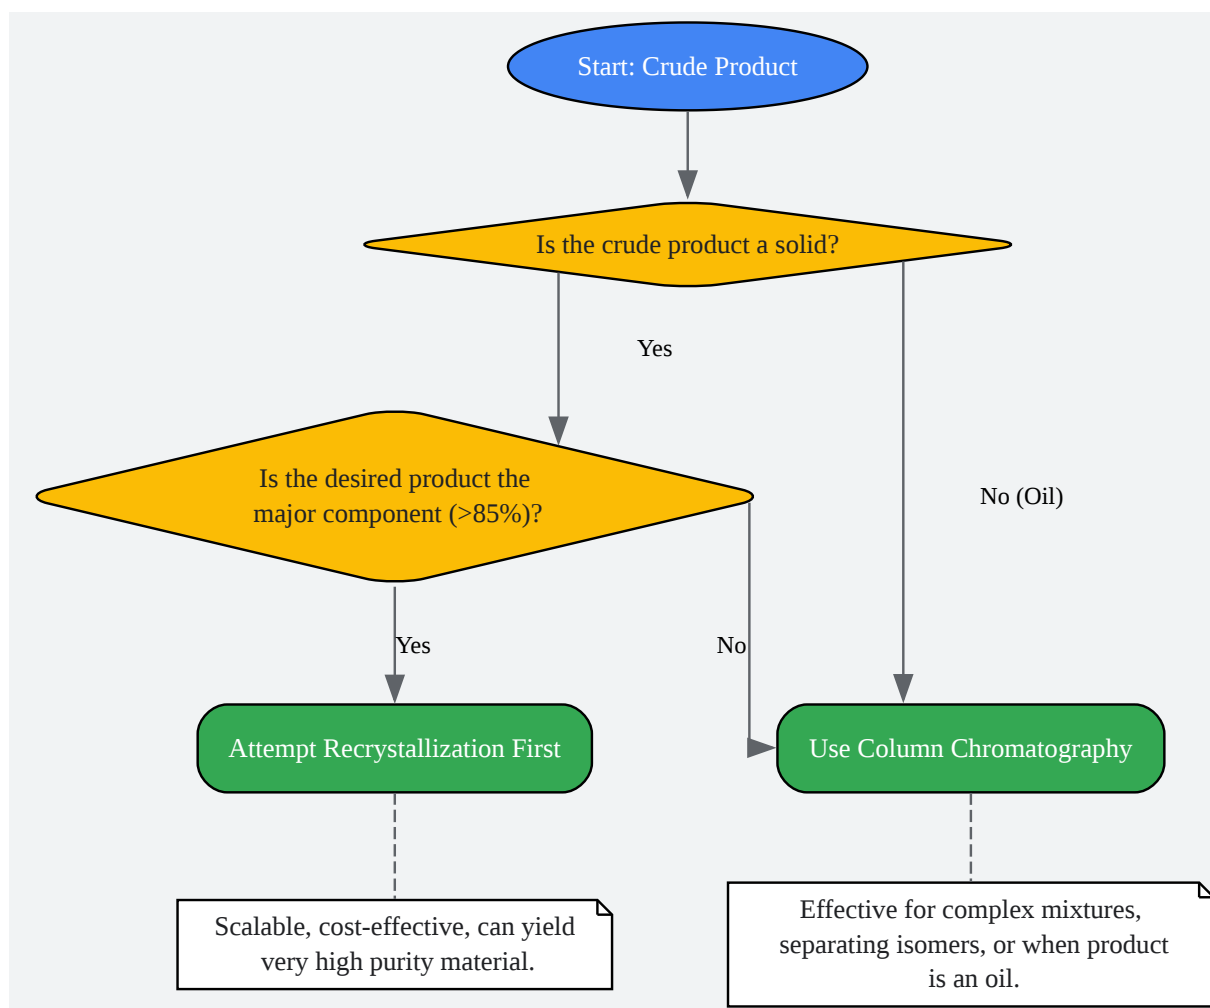 Start: Crude Product
Is the crude product a solid?
Yes
Is the desired product the
major component (>85%)?
No (Oil)
Yes
No
Attempt Recrystallization First
Use Column Chromatography
Scalable, cost-effective, can yield
very high purity material.
Effective for complex mixtures,
separating isomers, or when product
is an oil.